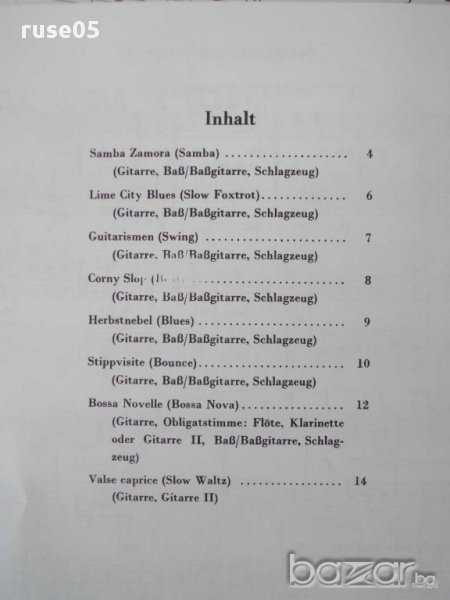 ruse05
Inhalt
Samba Zamora (Samba) .................. 4
(Gitarre, Baß/Baßgitarre, Schlagzeug)
Lime City Blues (Slow Foxtrot)............. 6
(Gitarre, Baß/Baßgitarre, Schlagzeug)
Guitarismen (Swing) ...................... 7
(Gitarre, Baß/Baßgitarre, Schlagzeug)
Corny Slop ...................... 8
(Gitarre, Baß/Baßgitarre, Schlagzeug)
Herbstnebel (Blues) ...................... 9
(Gitarre, Baß/Baßgitarre, Schlagzeug)
Stippvisite (Bounce)...................... 10
(Gitarre, Baß/Baßgitarre, Schlagzeug)
Bossa Novelle (Bossa Nova)................ 12
(Gitarre, Obligatstimme: Flöte, Klarinette
oder Gitarre II, Baß/Baßgitarre, Schlag-
zeug)
Valse caprice (Slow Waltz) ................ 14
(Gitarre, Gitarre II)
bazar.bg